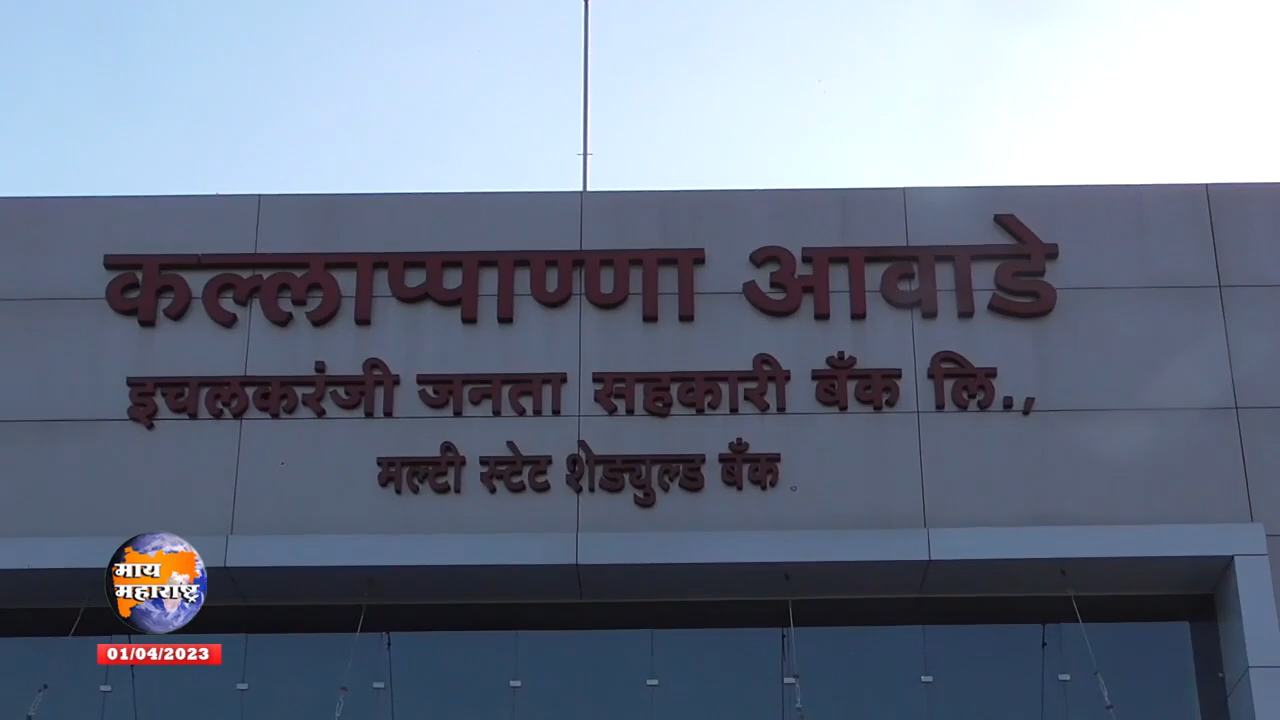 कल्लाप्पाण्णा आवाडे
इचलकरंजी जनता सहकारी बँक लि.,
मल्टी स्टेट शेड्युल्ड बँक
माय
महाराष्ट्र
01/04/2023